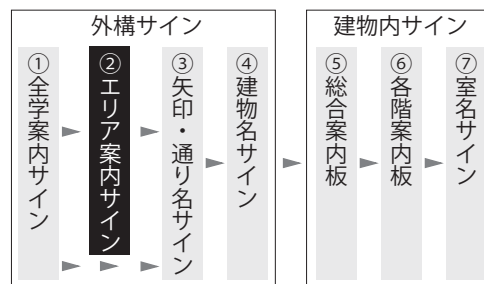 外構サイン
①全学案内サイン
②エリア案内サイン
③矢印・通り名サイン
④建物名サイン
建物内サイン
⑤総合案内板
⑥各階案内板
⑦室名サイン